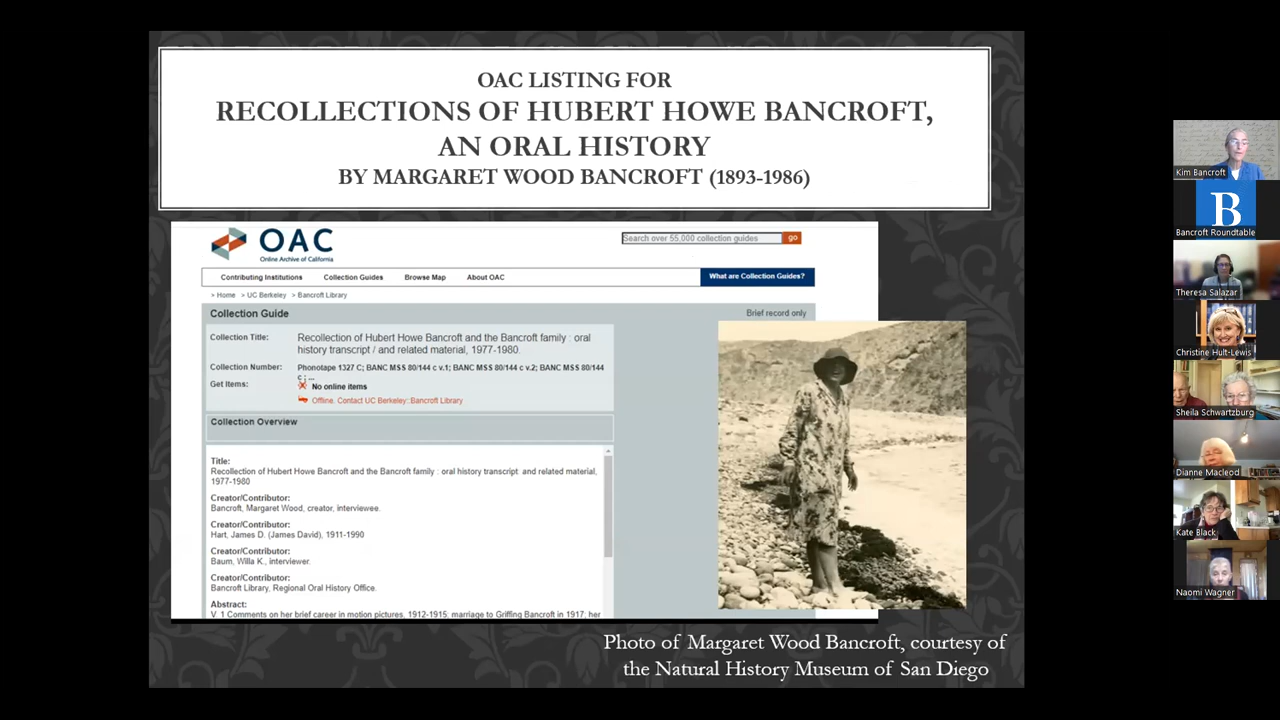 OAC LISTING FOR
RECOLLECTIONS OF HUBERT HOWE BANCROFT,
AN ORAL HISTORY
BY MARGARET WOOD BANCROFT (1893-1986)
OAC
Online Archive of California
Search over 55,000 collection guides
go
Contributing Institutions Collection Guides Browse Map About OAC What are Collection Guides?
> Home > UC Berkeley > Bancroft Library
Collection Guide Brief record only
Collection Title: Recollection of Hubert Howe Bancroft and the Bancroft family : oral
history transcript / and related material, 1977-1980.
Collection Number: Phonotape 1327 C; BANC MSS 80/144 c v.1; BANC MSS 80/144 c v.2; BANC MSS 80/144
c ; ...
Get Items: No online items
Offline. Contact UC Berkeley::Bancroft Library
Collection Overview
Title:
Recollection of Hubert Howe Bancroft and the Bancroft family : oral history transcript and related material,
1977-1980
Creator/Contributor:
Bancroft, Margaret Wood, creator, interviewee.
Creator/Contributor:
Hart, James D. (James David), 1911-1990
Creator/Contributor:
Baum, Willa K., interviewer.
Creator/Contributor:
Bancroft Library, Regional Oral History Office.
Abstract:
V. 1 Comments on her brief career in motion pictures, 1912-1915, marriage to Griffing Bancroft in 1917; her
Photo of Margaret Wood Bancroft, courtesy of
the Natural History Museum of San Diego
Kim Bancroft
B
Bancroft Roundtable
Theresa Salazar
Christine Hult-Lewis
Sheila Schwartzburg
Dianne Macleod
Kate Black
Naomi Wagner